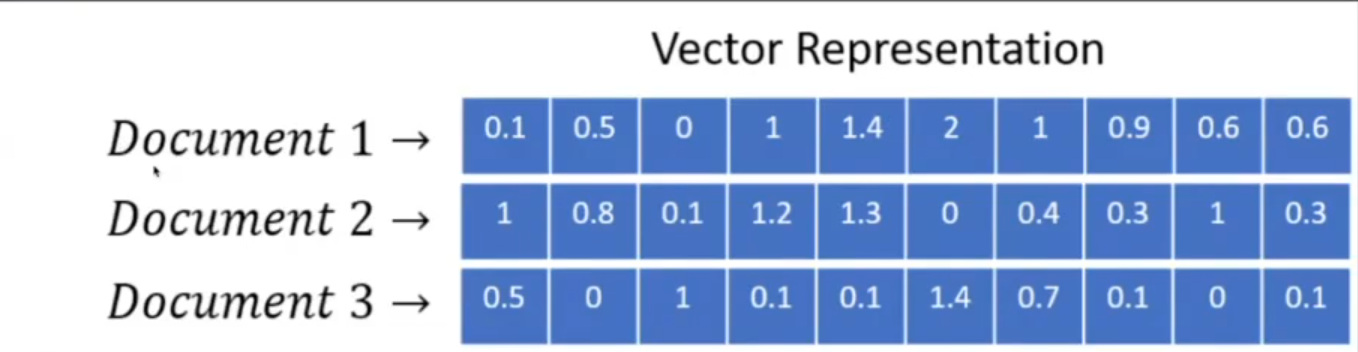 Vector Representation
Document 1 → 0.1 0.5 0 1 1.4 2 1 0.9 0.6 0.6
Document 2 → 1 0.8 0.1 1.2 1.3 0 0.4 0.3 1 0.3
Document 3 → 0.5 0 1 0.1 0.1 1.4 0.7 0.1 0 0.1